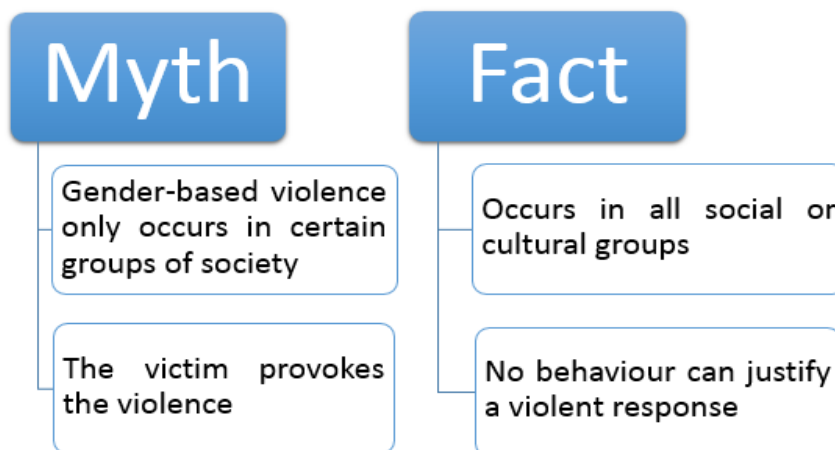 Myth
Gender-based violence
only occurs in certain
groups of society
The victim provokes
the violence
Fact
Occurs in all social or
cultural groups
No behaviour can justify
a violent response